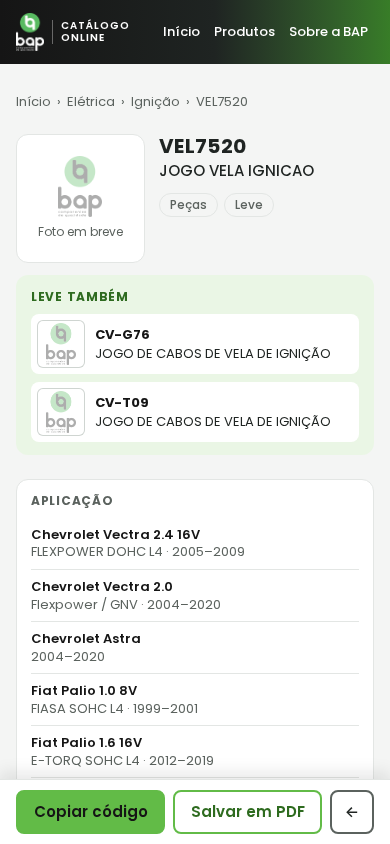 bap
CATÁLOGO
ONLINE
Início
Produtos
Sobre a BAP
Início › Elétrica › Ignição › VEL7520
bap
Foto em breve
VEL7520
JOGO VELA IGNICAO
Peças
Leve
LEVE TAMBÉM
bap
CV-G76
JOGO DE CABOS DE VELA DE IGNIÇÃO
bap
CV-T09
JOGO DE CABOS DE VELA DE IGNIÇÃO
APLICAÇÃO
Chevrolet Vectra 2.4 16V
FLEXPOWER DOHC L4 · 2005–2009
Chevrolet Vectra 2.0
Flexpower / GNV · 2004–2020
Chevrolet Astra
2004–2020
Fiat Palio 1.0 8V
FIASA SOHC L4 · 1999–2001
Fiat Palio 1.6 16V
E-TORQ SOHC L4 · 2012–2019
Copiar código
Salvar em PDF
←